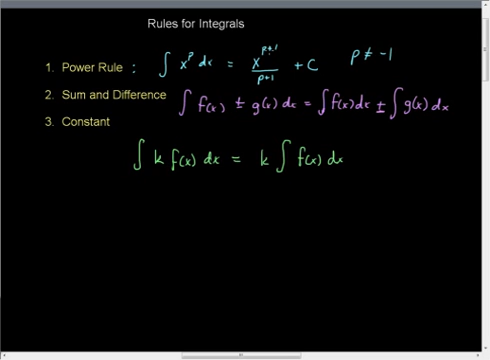 Rules for Integrals
1. Power Rule : ∫ x^p dx = x^(p+1)/(p+1) + C p ≠ -1
2. Sum and Difference ∫ f(x) ± g(x) dx = ∫ f(x) dx ± ∫ g(x) dx
3. Constant
∫ k f(x) dx = k ∫ f(x) dx